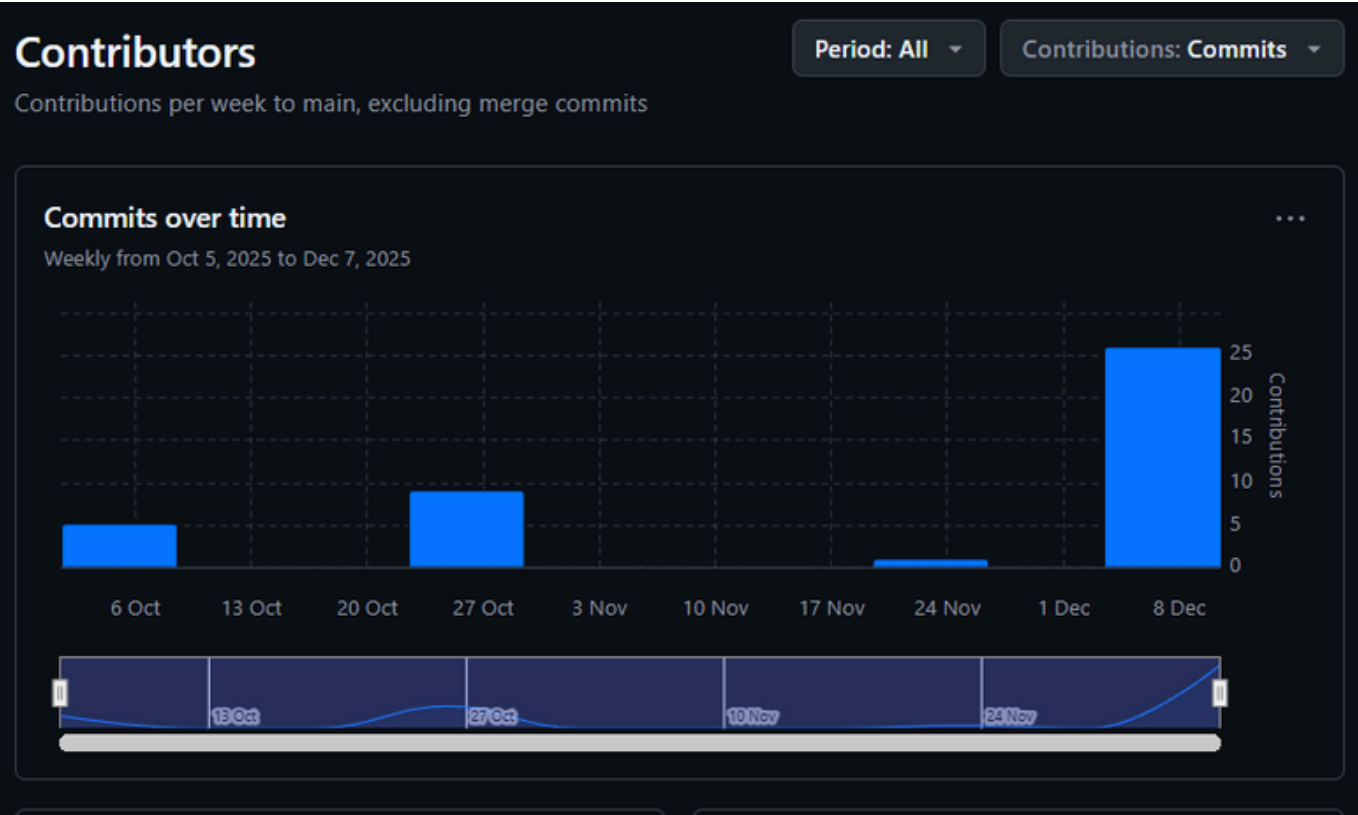 Contributors
Period: All
Contributions: Commits
Contributions per week to main, excluding merge commits
Commits over time
Weekly from Oct 5, 2025 to Dec 7, 2025
25
20
15
10
5
0
Contributions
6 Oct 13 Oct 20 Oct 27 Oct 3 Nov 10 Nov 17 Nov 24 Nov 1 Dec 8 Dec
13 Oct 27 Oct 10 Nov 24 Nov